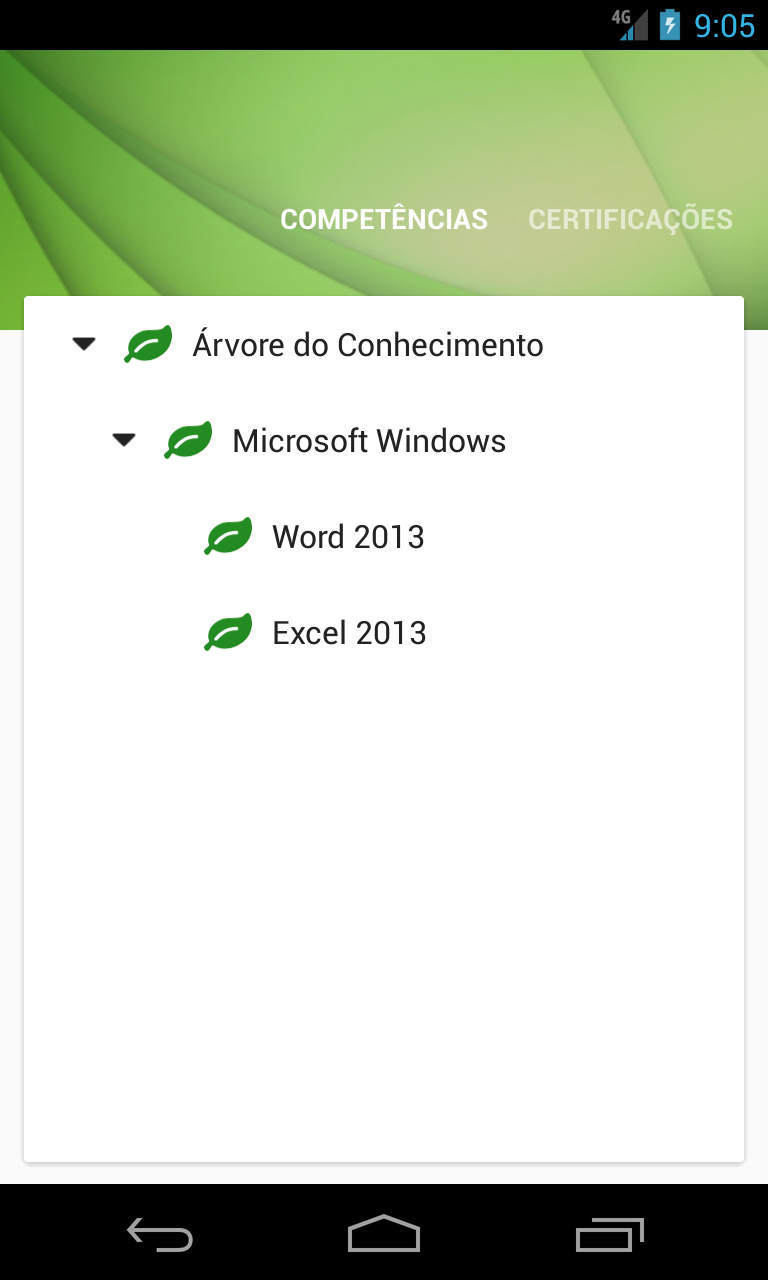 4G 9:05
COMPETÊNCIAS CERTIFICAÇÕES
Árvore do Conhecimento
Microsoft Windows
Word 2013
Excel 2013